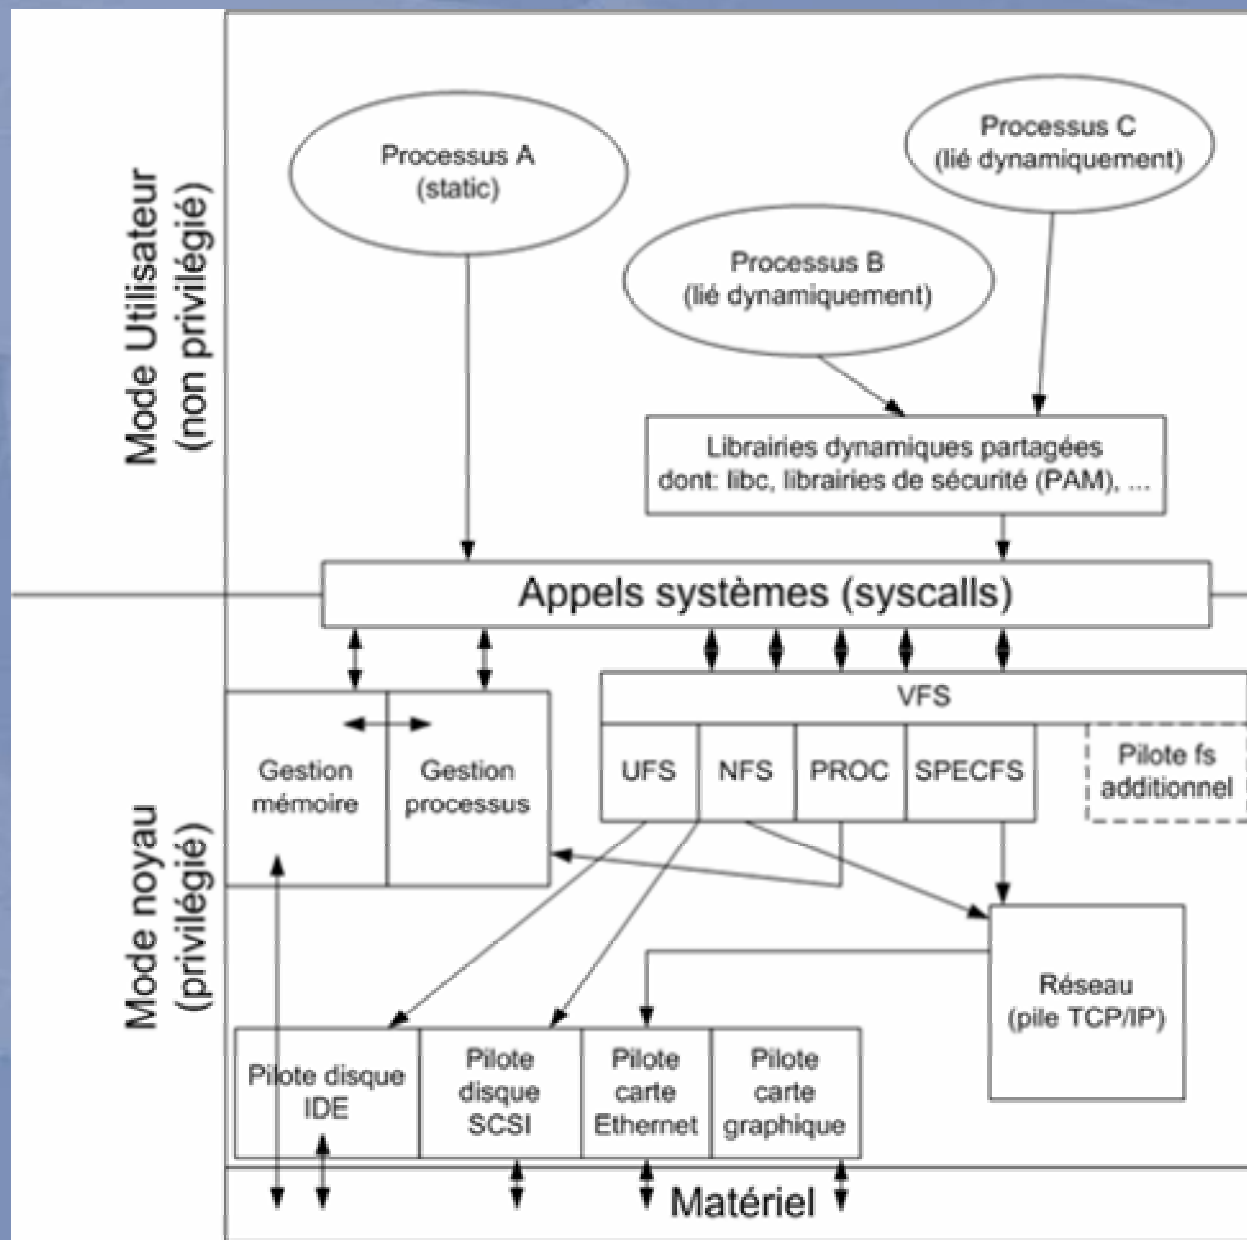 Mode Utilisateur
(non privilégié)
Processus A
(static)
Processus C
(lié dynamiquement)
Processus B
(lié dynamiquement)
Librairies dynamiques partagées
dont: libc, librairies de sécurité (PAM), ...
Appels systèmes (syscalls)
Mode noyau
(privilégié)
VFS
Gestion
mémoire
Gestion
processus
UFS
NFS
PROC
SPECFS
Pilote fs
additionnel
Réseau
(pile TCP/IP)
Pilote disque
IDE
Pilote
disque
SCSI
Pilote
carte
Ethernet
Pilote
carte
graphique
Matériel